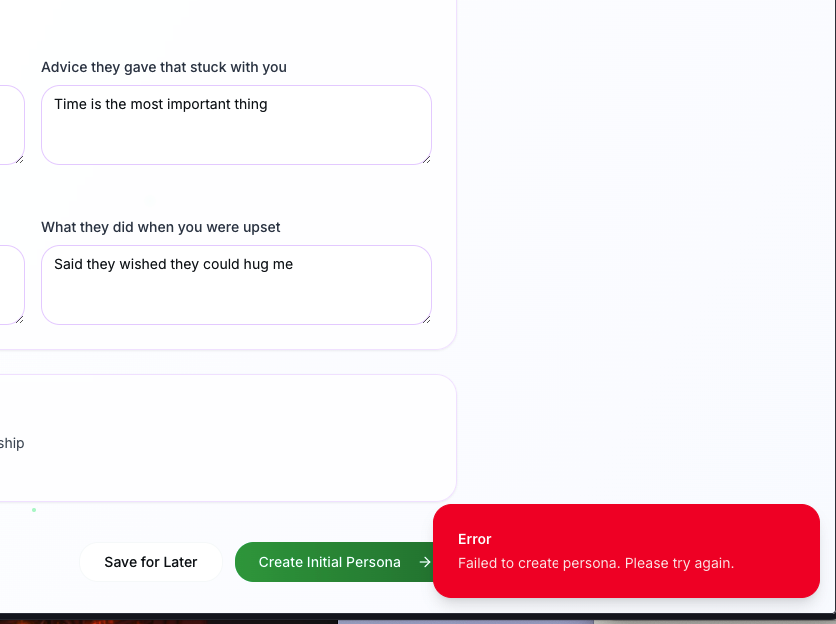 Advice they gave that stuck with you
Time is the most important thing
What they did when you were upset
Said they wished they could hug me
ship
Save for Later
Create Initial Persona →
Error
Failed to create persona. Please try again.